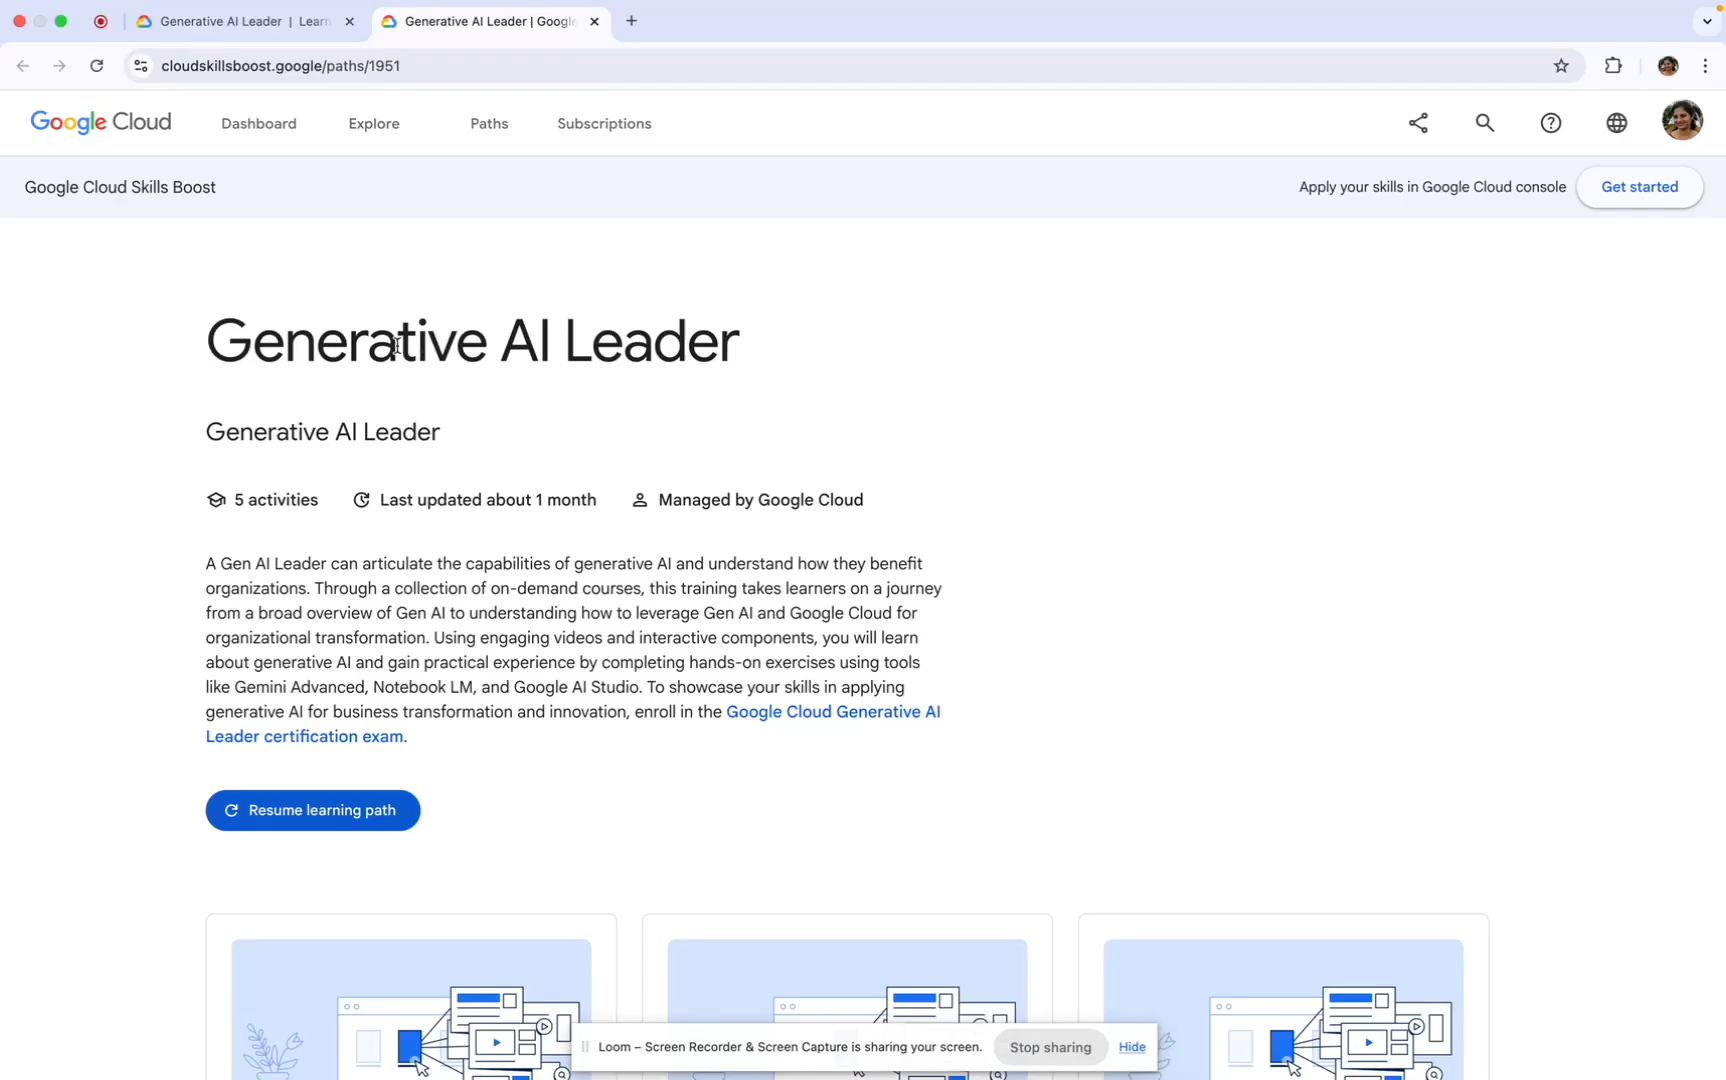 Generative AI Leader | Learn
Generative AI Leader | Google
cloudskillsboost.google/paths/1951
Google Cloud
Dashboard
Explore
Paths
Subscriptions
Google Cloud Skills Boost
Apply your skills in Google Cloud console
Get started
Generative AI Leader
Generative AI Leader
5 activities
Last updated about 1 month
Managed by Google Cloud
A Gen AI Leader can articulate the capabilities of generative AI and understand how they benefit
organizations. Through a collection of on-demand courses, this training takes learners on a journey
from a broad overview of Gen AI to understanding how to leverage Gen AI and Google Cloud for
organizational transformation. Using engaging videos and interactive components, you will learn
about generative AI and gain practical experience by completing hands-on exercises using tools
like Gemini Advanced, Notebook LM, and Google AI Studio. To showcase your skills in applying
generative AI for business transformation and innovation, enroll in the Google Cloud Generative AI
Leader certification exam.
Resume learning path
Loom – Screen Recorder & Screen Capture is sharing your screen.
Stop sharing
Hide